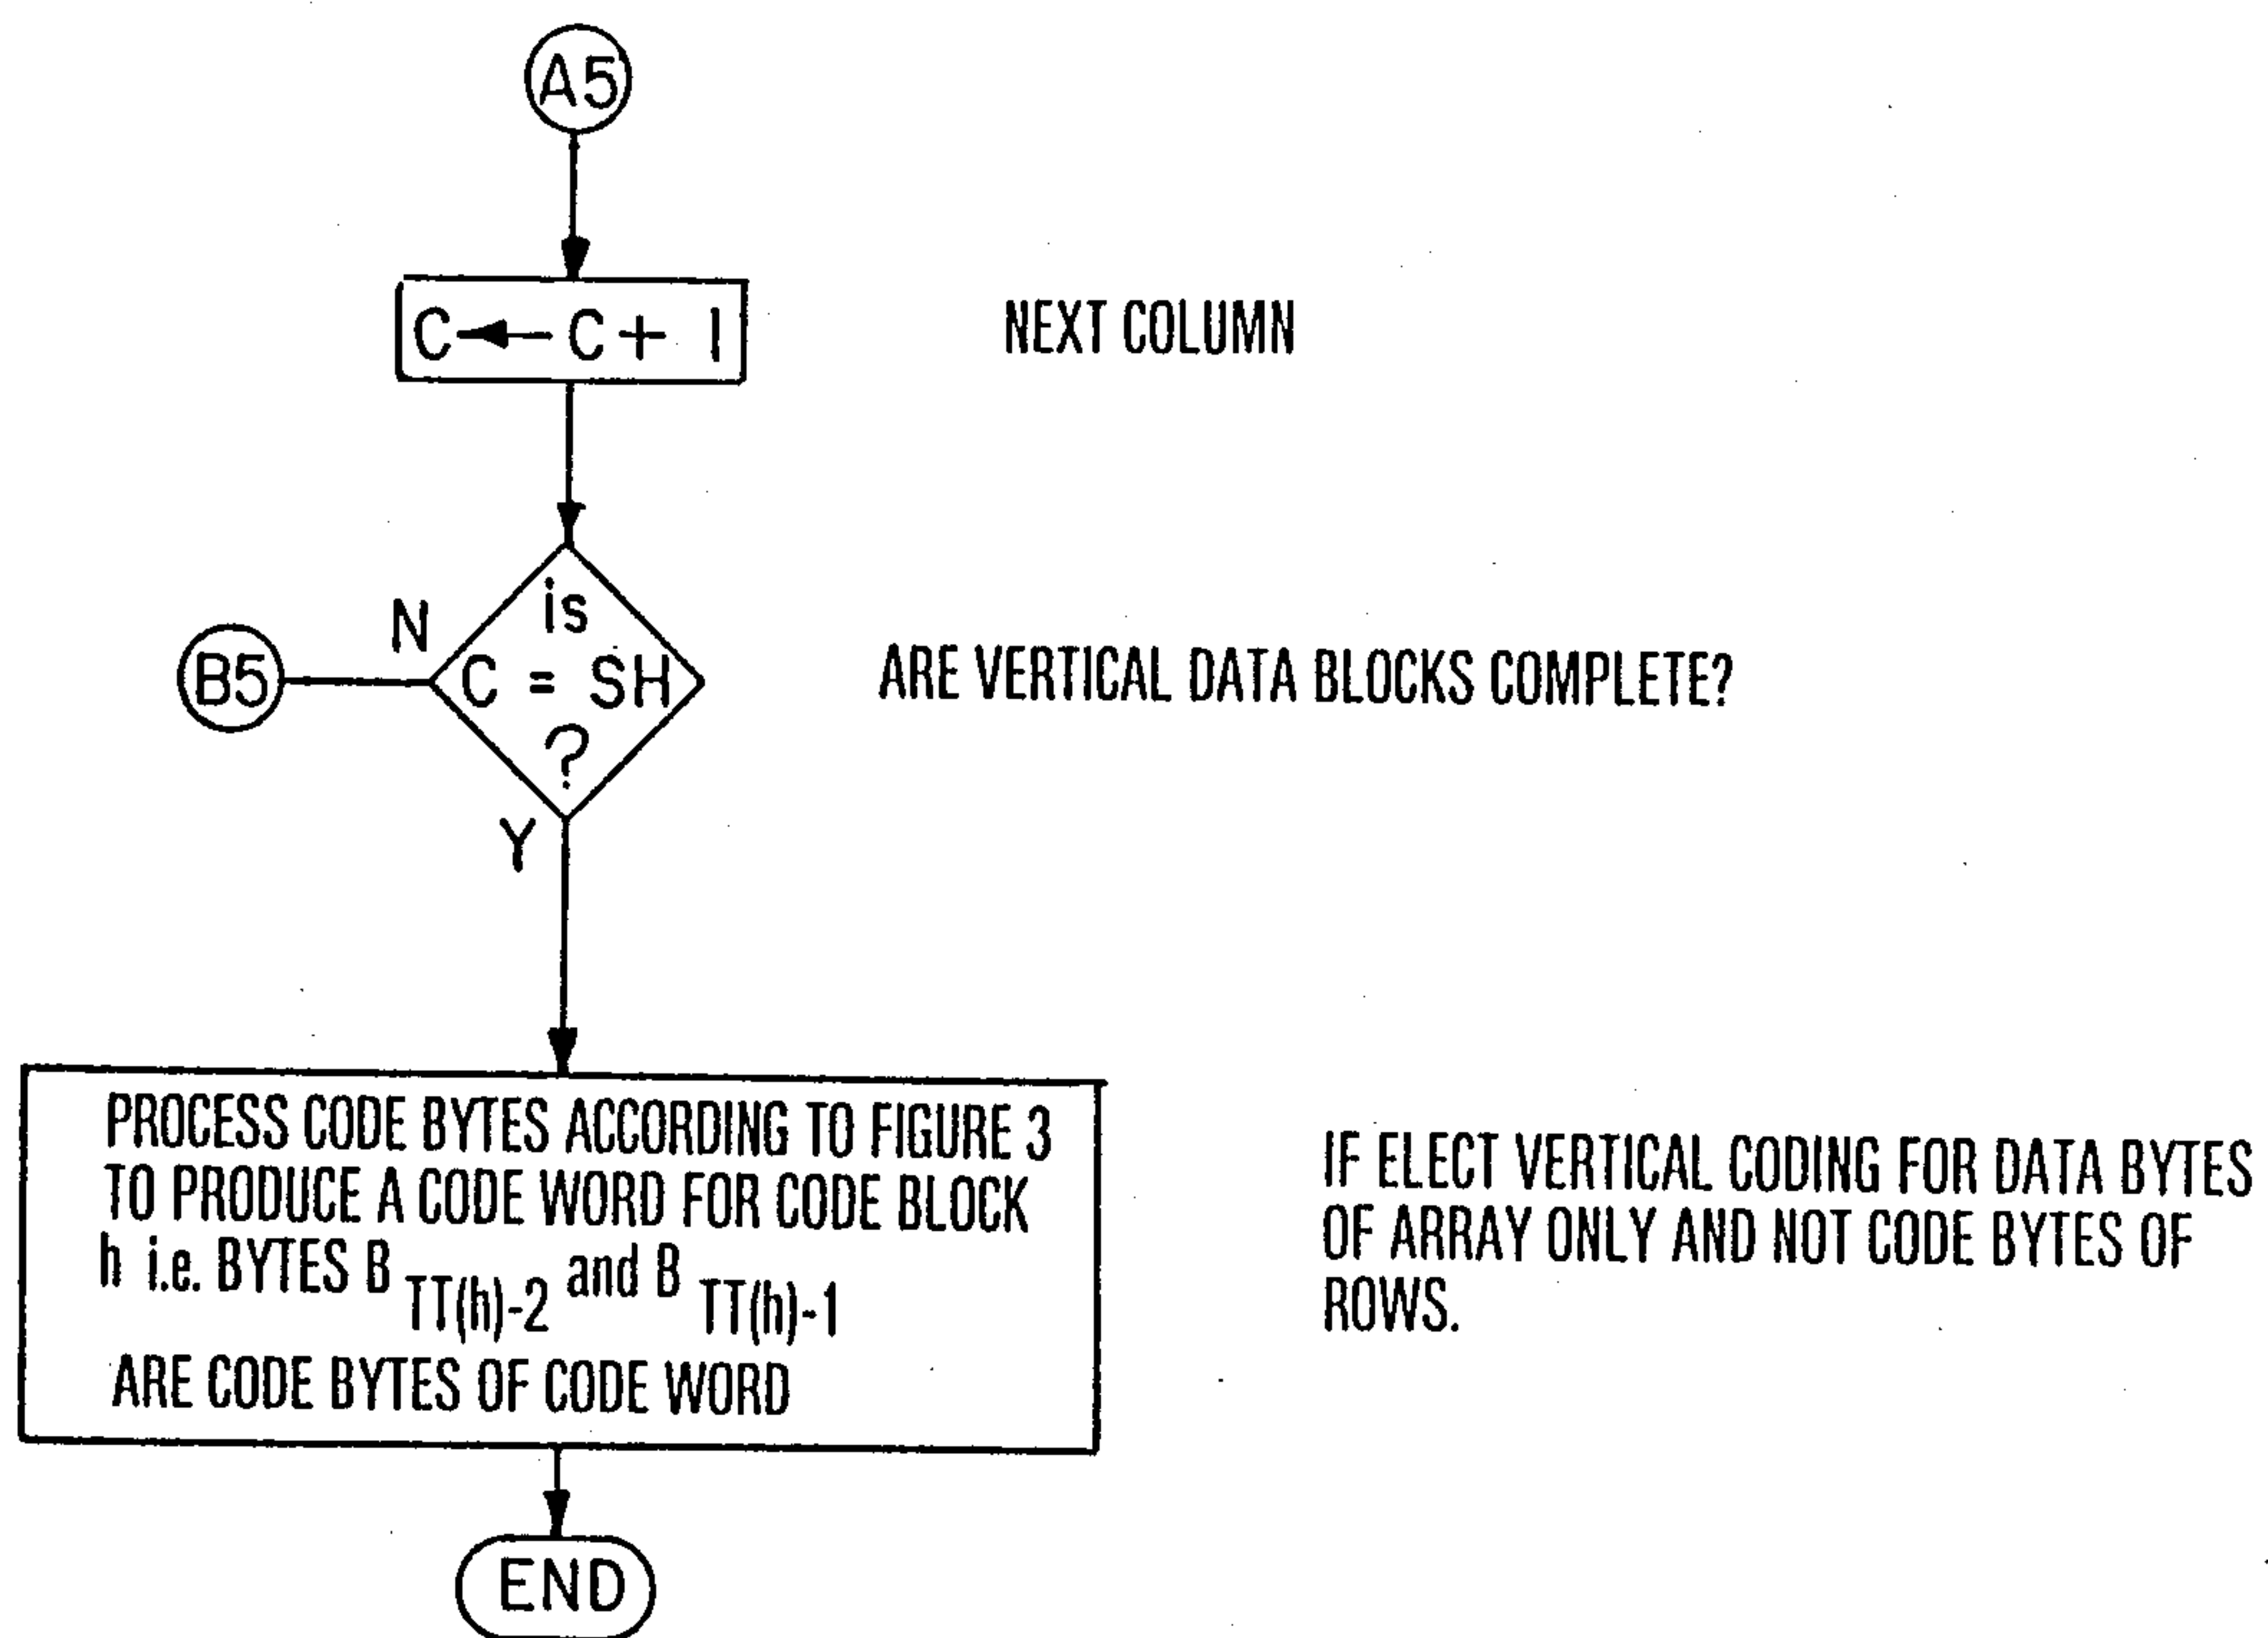 A5
C ← C + 1
NEXT COLUMN
is
N
B5
C = SH
ARE VERTICAL DATA BLOCKS COMPLETE?
?
Y
PROCESS CODE BYTES ACCORDING TO FIGURE 3
TO PRODUCE A CODE WORD FOR CODE BLOCK
h i.e. BYTES B TT(h)-2 and B TT(h)-1
ARE CODE BYTES OF CODE WORD
IF ELECT VERTICAL CODING FOR DATA BYTES
OF ARRAY ONLY AND NOT CODE BYTES OF
ROWS.
END